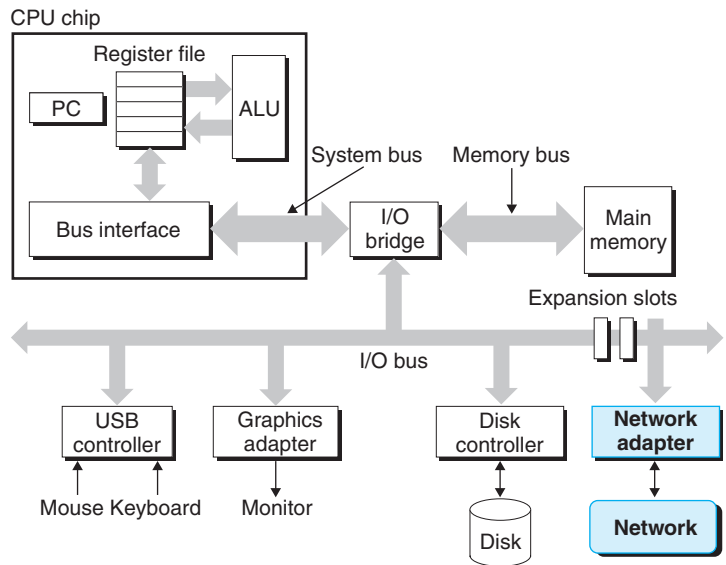 CPU chip
Register file
PC
ALU
System bus
Memory bus
Bus interface
I/O
bridge
Main
memory
Expansion slots
I/O bus
USB
controller
Graphics
adapter
Disk
controller
Network
adapter
Mouse Keyboard
Monitor
Disk
Network